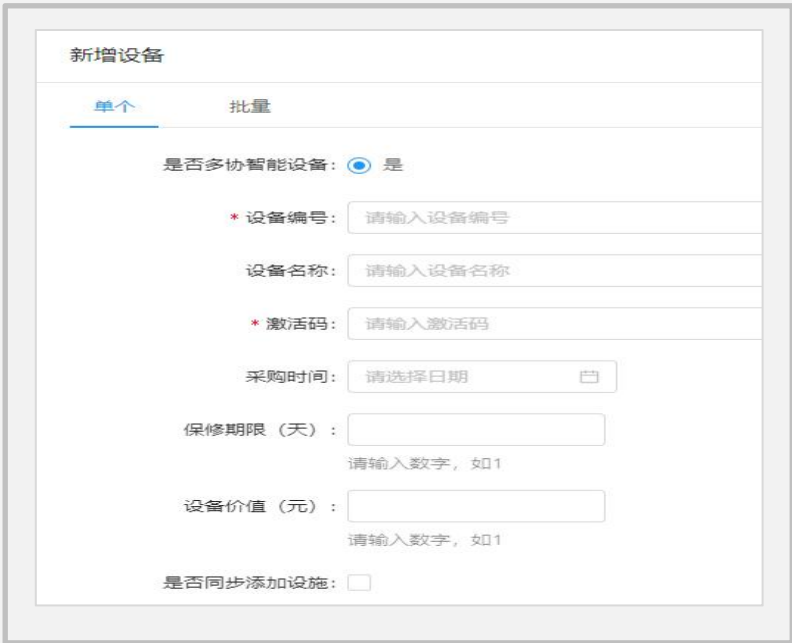 新增设备
单个 批量
是否多协智能设备: 是
* 设备编号: 请输入设备编号
设备名称: 请输入设备名称
* 激活码: 请输入激活码
采购时间: 请选择日期
保修期限（天）:
请输入数字，如1
设备价值（元）:
请输入数字，如1
是否同步添加设施: